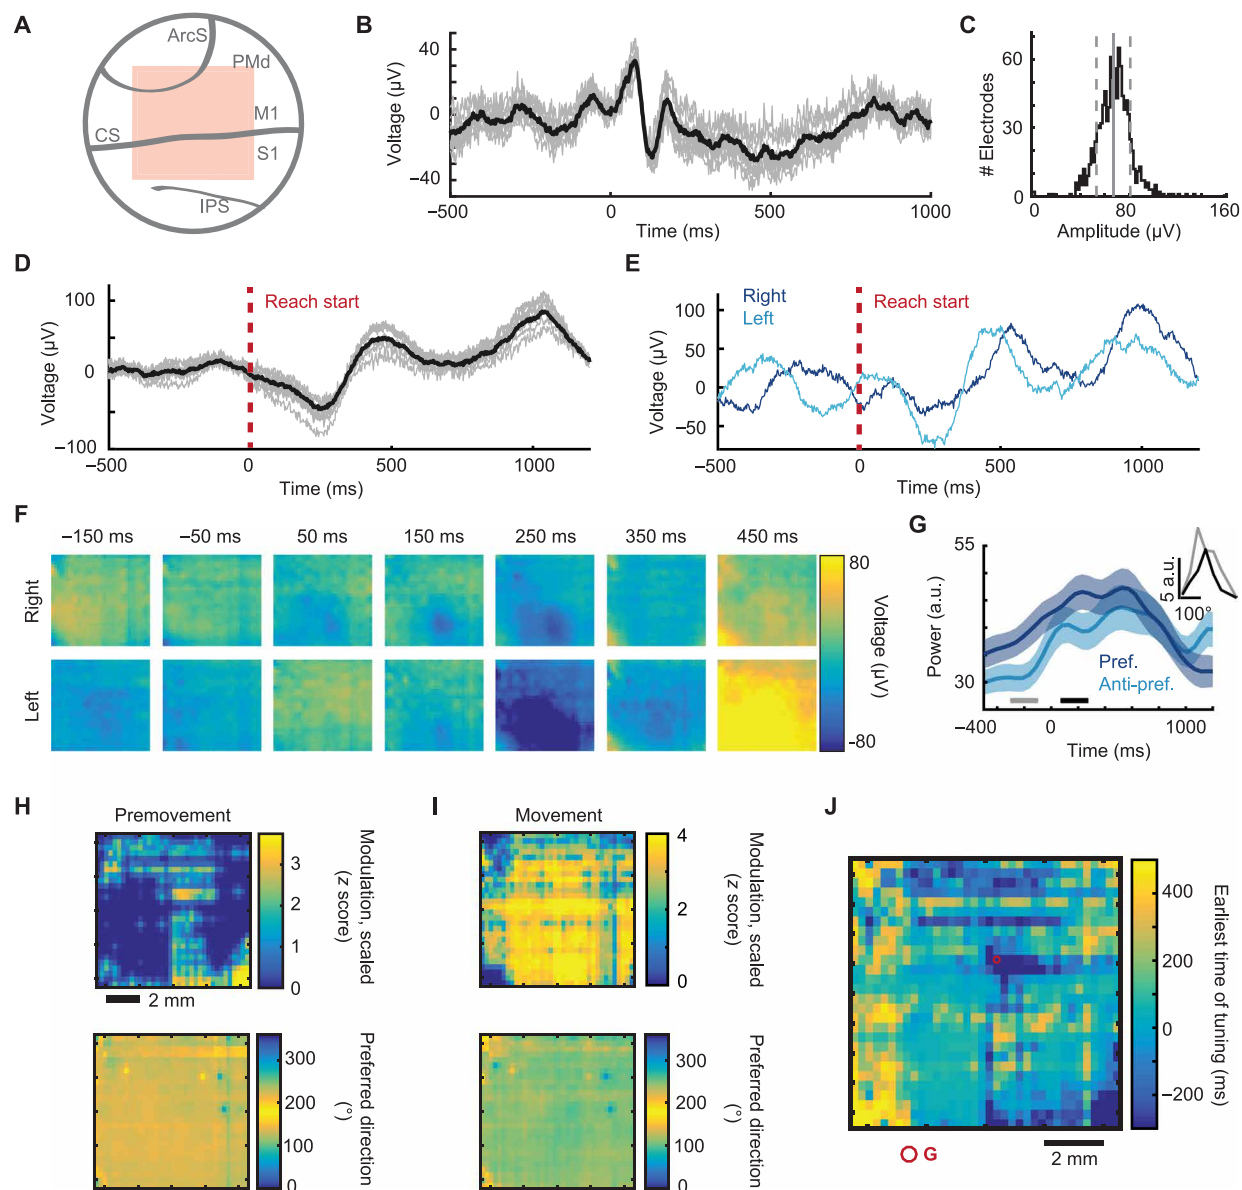 A
ArcS
PMd
M1
CS
S1
IPS
B
Voltage (µV)
40
0
−40
−500
0
500
1000
Time (ms)
C
# Electrodes
60
30
0
0
80
160
Amplitude (µV)
D
Voltage (µV)
100
0
−100
Reach start
−500
0
500
1000
Time (ms)
E
Right
Left
Reach start
Voltage (µV)
100
50
0
−50
−500
0
500
1000
Time (ms)
F
−150 ms
−50 ms
50 ms
150 ms
250 ms
350 ms
450 ms
Right
Left
80
-80
Voltage (µV)
G
55
30
Power (a.u.)
5 a.u.
100°
Pref.
Anti-pref.
−400
0
1000
Time (ms)
H
Premovement
3
2
1
0
Modulation, scaled
(z score)
2 mm
300
200
100
0
Preferred direction
(°)
I
Movement
4
2
0
Modulation, scaled
(z score)
300
200
100
0
Preferred direction
(°)
J
400
200
0
−200
Earliest time of tuning
(ms)
G
2 mm